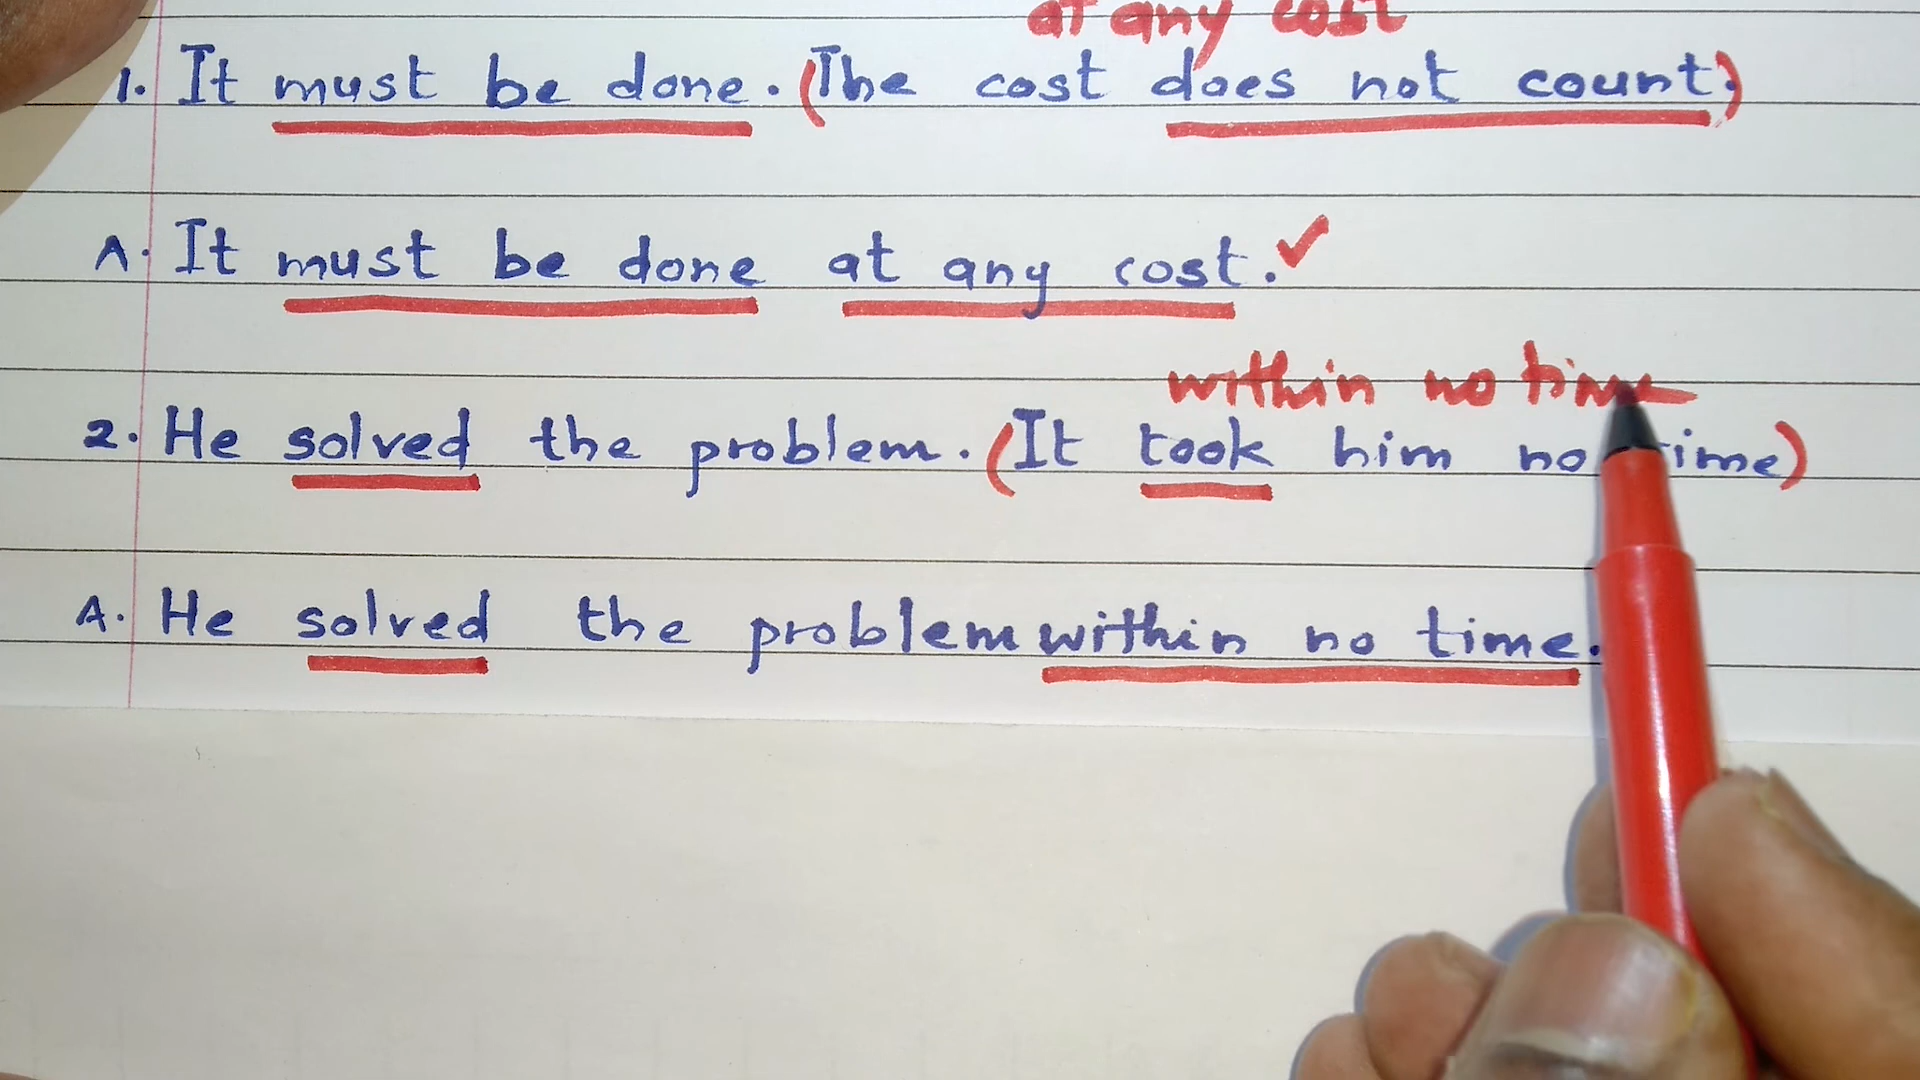 at any cost
1. It must be done. (The cost does not count.)
A. It must be done at any cost. ✓
within no time
2. He solved the problem. (It took him no time)
A. He solved the problem within no time.